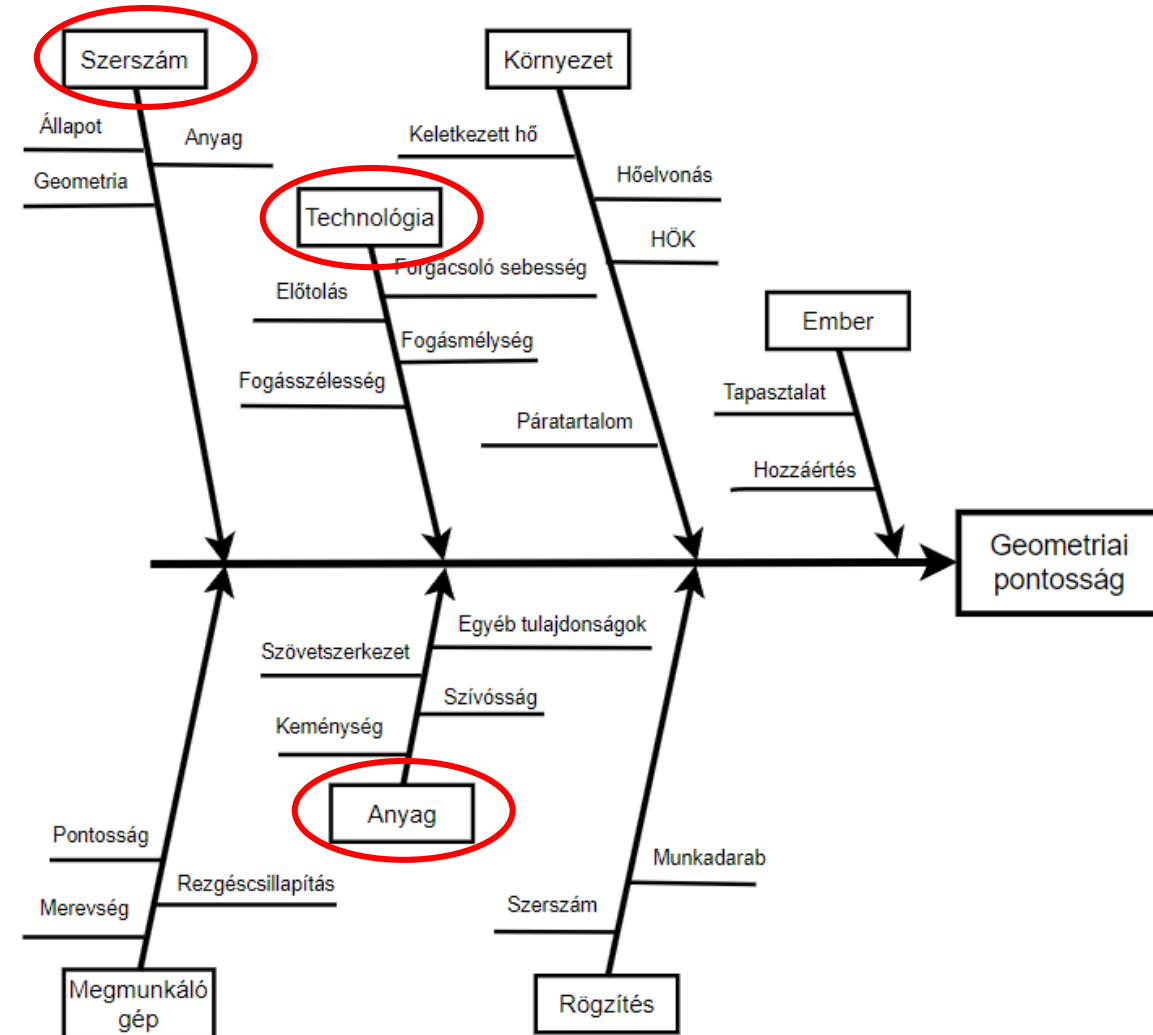 Szerszám
Állapot
Anyag
Geometria
Technológia
Forgácsoló sebesség
Előtolás
Fogásmélység
Fogásszélesség
Környezet
Keletkezett hő
Hőelvonás
HÖK
Páratartalom
Ember
Tapasztalat
Hozzáértés
Geometriai
pontosság
Egyéb tulajdonságok
Szövetszerkezet
Szívósság
Keménység
Anyag
Pontosság
Rezgéscsillapítás
Merevség
Megmunkáló
gép
Munkadarab
Szerszám
Rögzítés